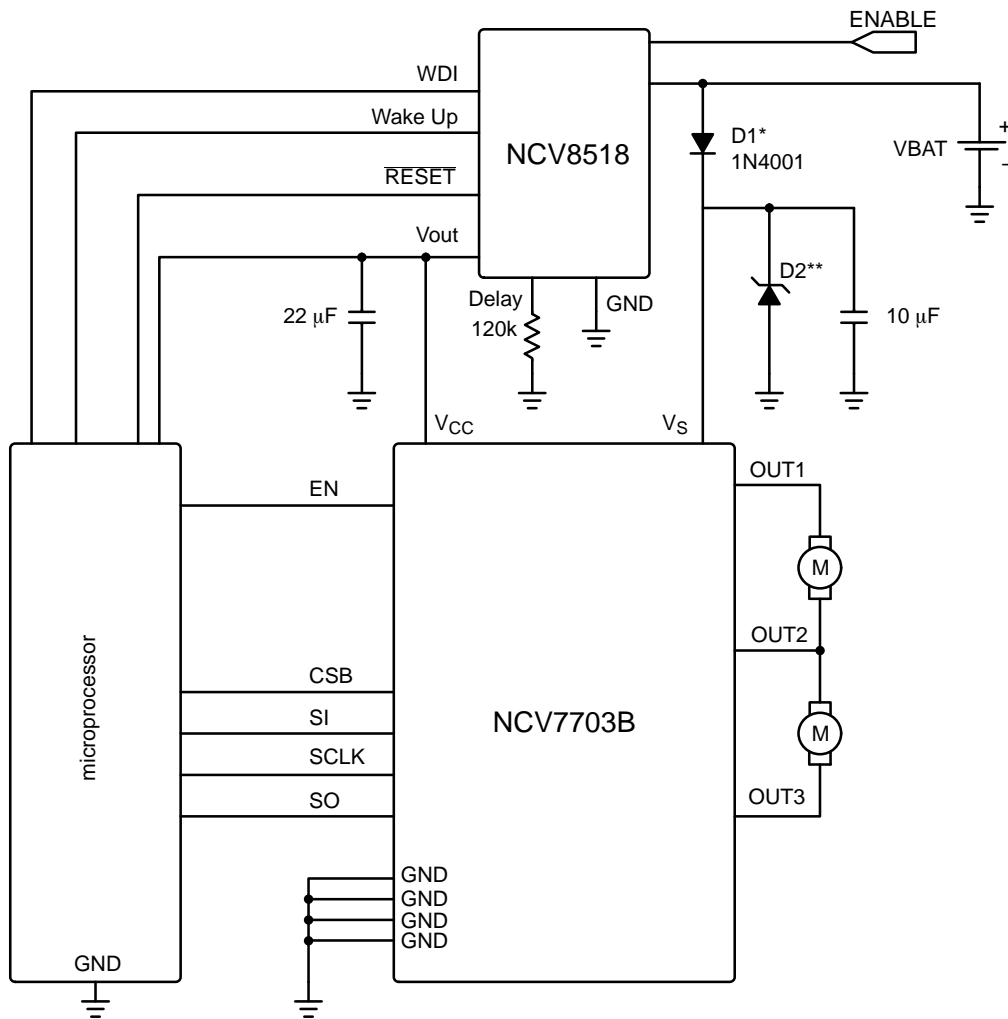 ENABLE
WDI
Wake Up
RESET
Vout
NCV8518
D1*
1N4001
VBAT
+
−
D2**
10 μF
22 μF
Delay
120k
GND
VCC
VS
microprocessor
EN
CSB
SI
SCLK
SO
NCV7703B
OUT1
M
OUT2
M
OUT3
GND
GND
GND
GND
GND